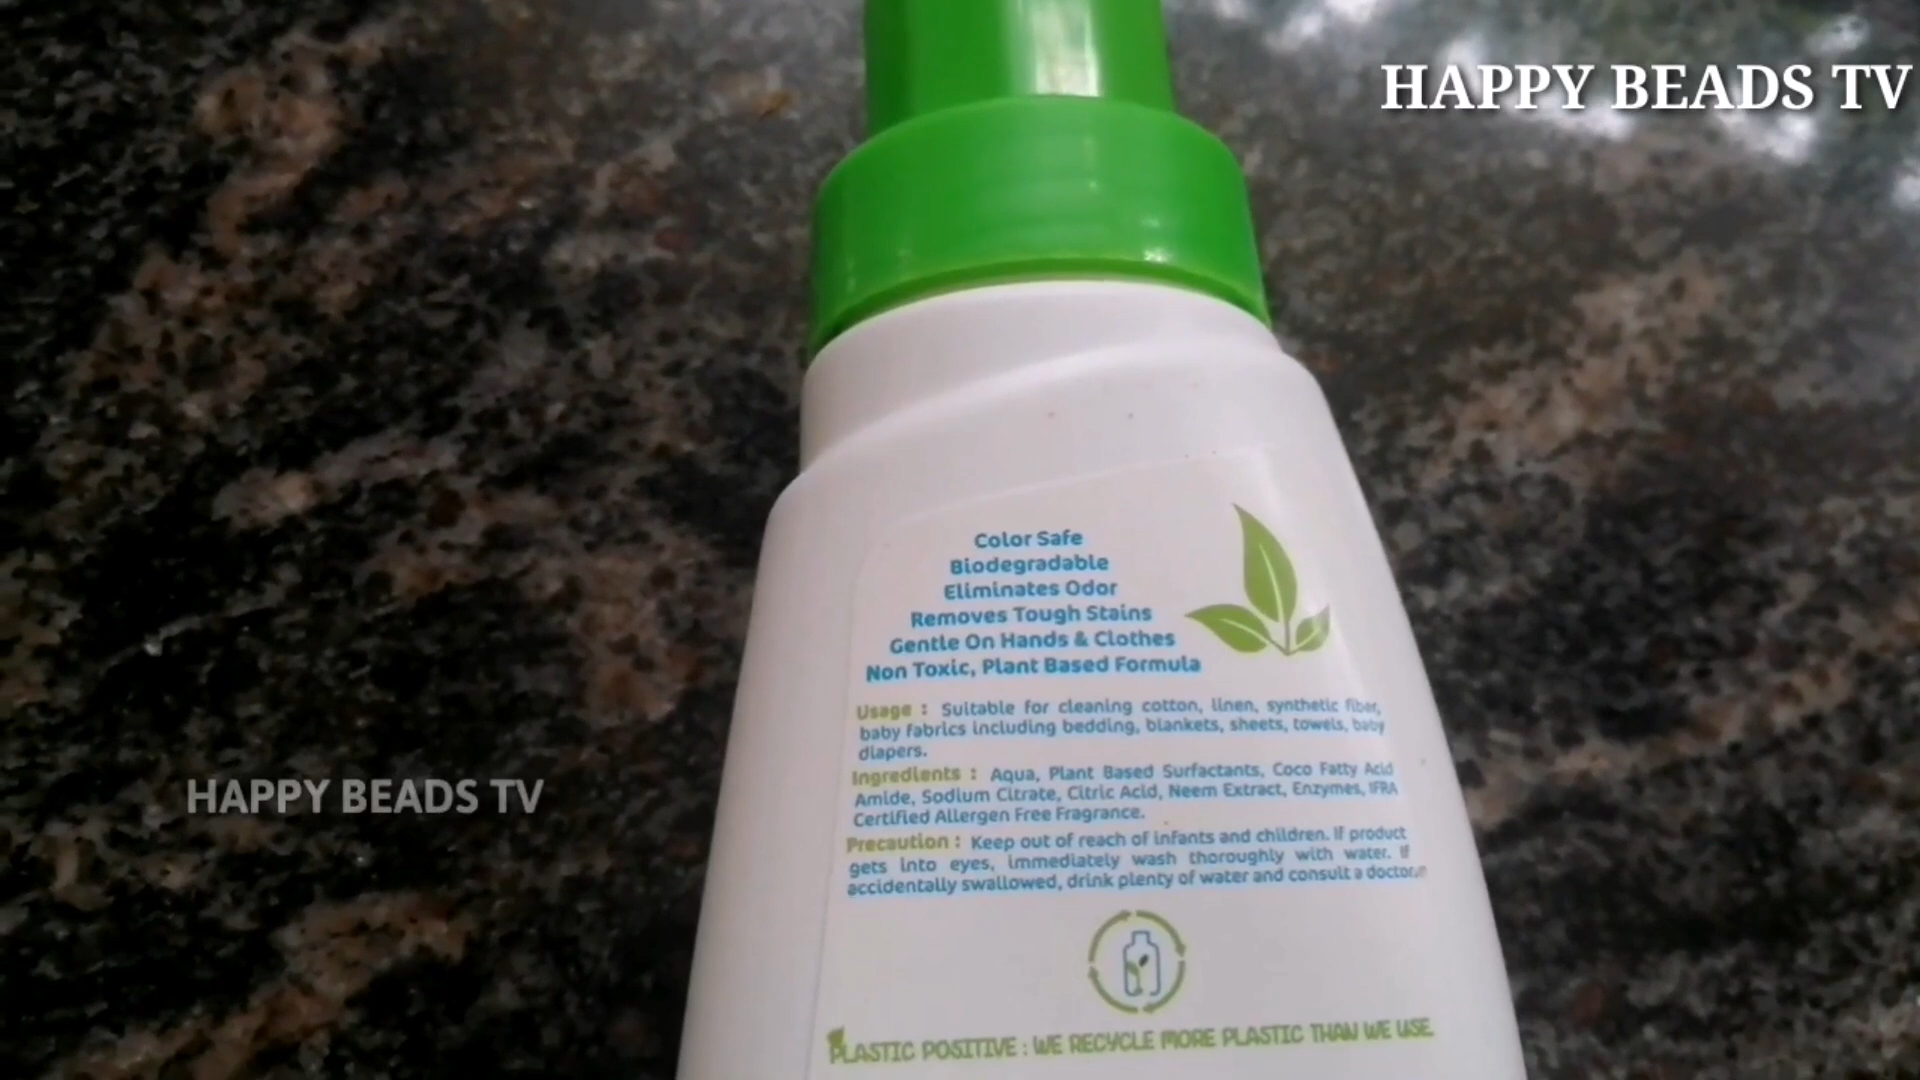 HAPPY BEADS TV
Color Safe
Biodegradable
Eliminates Odor
Removes Tough Stains
Gentle On Hands & Clothes
Non Toxic, Plant Based Formula
Usage : Suitable for cleaning cotton, linen, synthetic fiber,
baby fabrics including bedding, blankets, sheets, towels, baby
diapers.
Ingredients : Aqua, Plant Based Surfactants, Coco Fatty Acid
Amide, Sodium Citrate, Citric Acid, Neem Extract, Enzymes, IFRA
Certified Allergen Free Fragrance.
HAPPY BEADS TV
Precaution : Keep out of reach of infants and children. If product
gets into eyes, immediately wash thoroughly with water. If
accidentally swallowed, drink plenty of water and consult a doctor.
PLASTIC POSITIVE : WE RECYCLE MORE PLASTIC THAN WE USE.